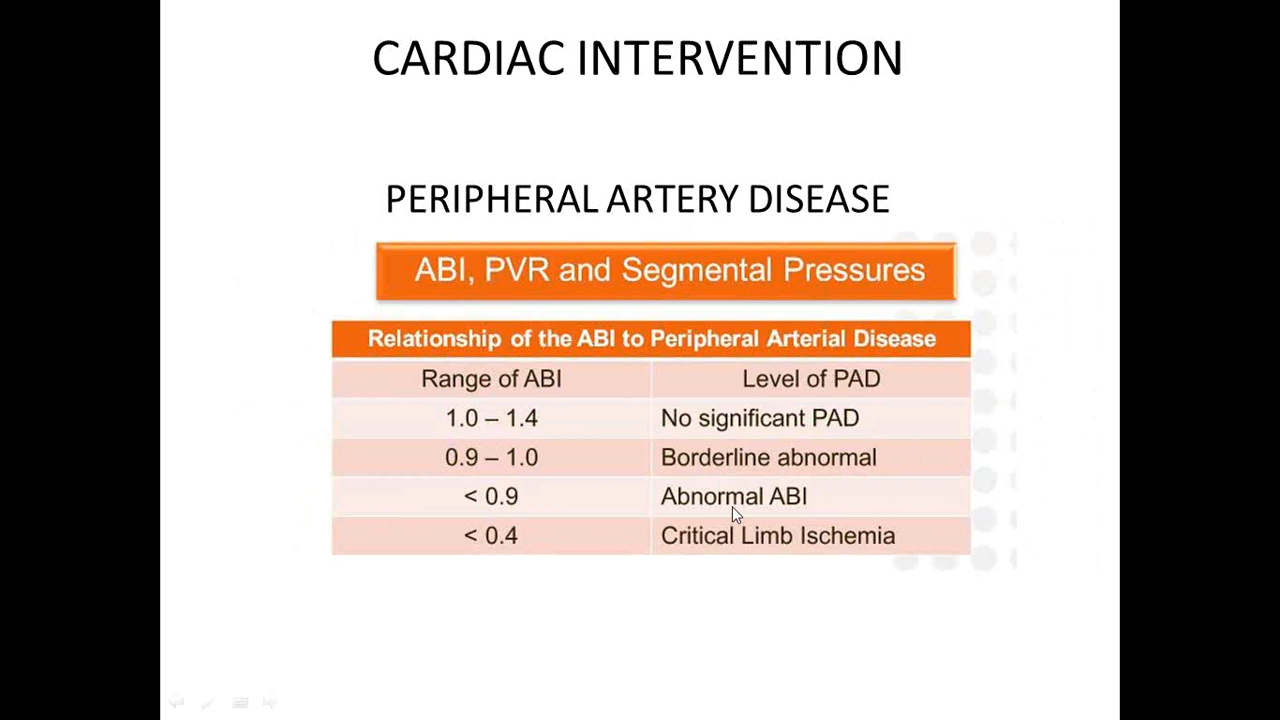 CARDIAC INTERVENTION
PERIPHERAL ARTERY DISEASE
ABI, PVR and Segmental Pressures
Relationship of the ABI to Peripheral Arterial Disease
Range of ABI Level of PAD
1.0 – 1.4 No significant PAD
0.9 – 1.0 Borderline abnormal
< 0.9 Abnormal ABI
< 0.4 Critical Limb Ischemia